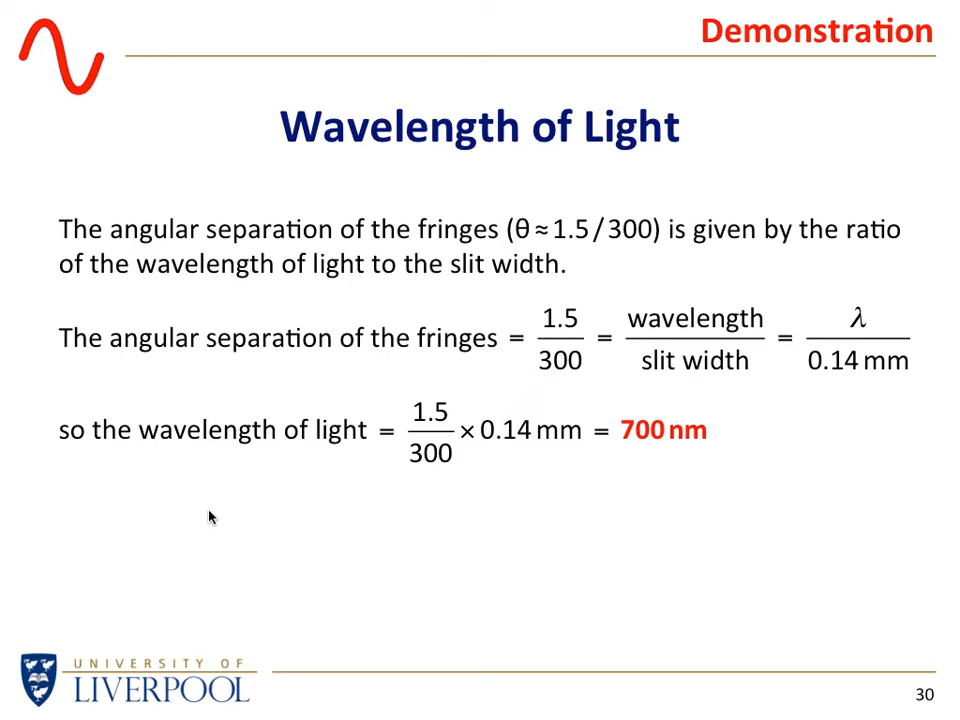 Demonstration
Wavelength of Light
The angular separation of the fringes (θ ≈ 1.5 / 300) is given by the ratio
of the wavelength of light to the slit width.
The angular separation of the fringes = 1.5/300 = wavelength/slit width = λ/0.14 mm
so the wavelength of light = 1.5/300 × 0.14 mm = 700 nm
UNIVERSITY OF
LIVERPOOL
30